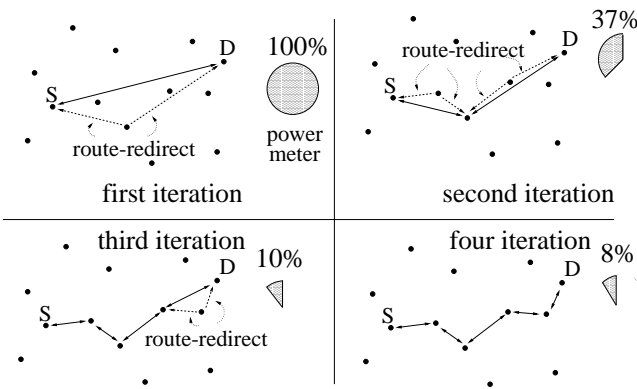 D
100%
S
route-redirect
power
meter
first iteration
37%
D
route-redirect
S
second iteration
third iteration
10%
D
S
route-redirect
four iteration
8%
D
S